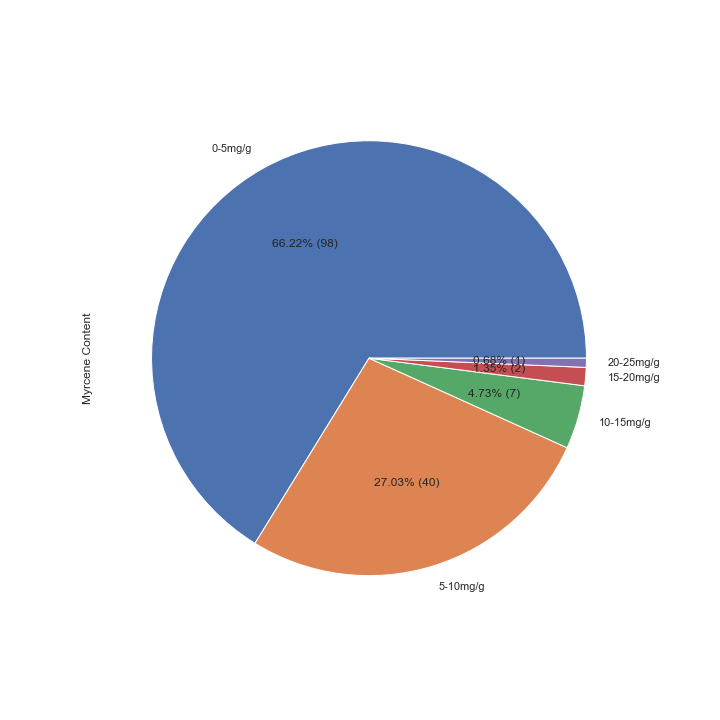 0-5mg/g
66.22% (98)
Myrcene Content
0.68% (1)
20-25mg/g
1.35% (2)
15-20mg/g
4.73% (7)
10-15mg/g
27.03% (40)
5-10mg/g